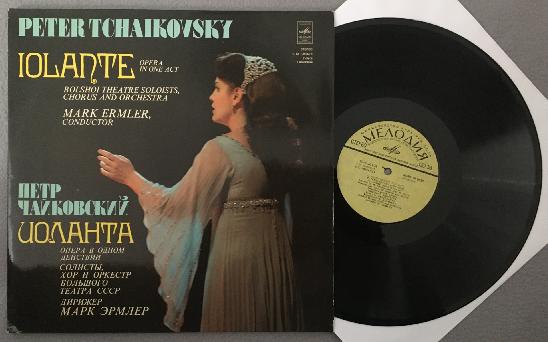 PETER TCHAIKOVSKY
IOLANTE
OPERA
IN ONE ACT
BOLSHOI THEATRE SOLOISTS,
CHORUS AND ORCHESTRA
MARK ERMLER,
CONDUCTOR
ПЕТР
ЧАЙКОВСКИЙ
ИОЛАНТА
ОПЕРА В ОДНОМ
ДЕЙСТВИИ
СОЛИСТЫ,
ХОР И ОРКЕСТР
БОЛЬШОГО
ТЕАТРА СССР
ДИРИЖЕР
МАРК ЭРМЛЕР
МЕЛОДИЯ